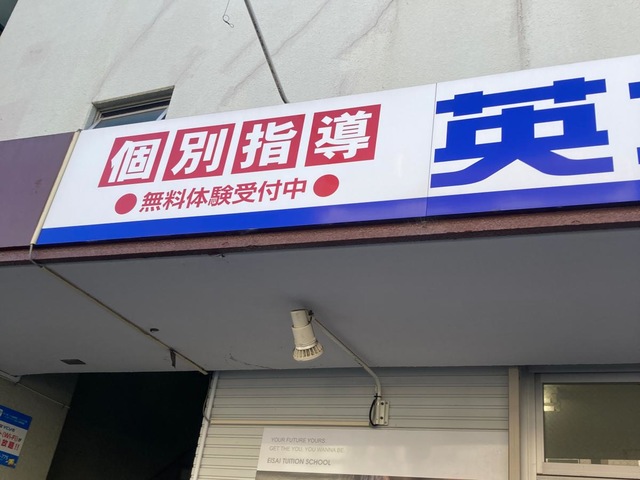 個別指導
●無料体験受付中●
英
YOUR FUTURE YOURS
GET THE YOU, YOU WANNA BE
EISAI TUITION SCHOOL